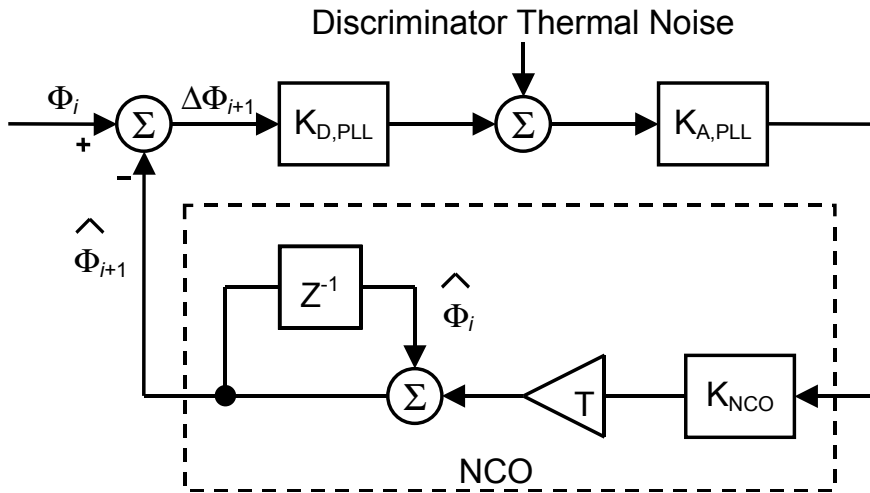 Discriminator Thermal Noise
Φi
+
−
Σ
ΔΦi+1
KD,PLL
Σ
KA,PLL
Φ̂i+1
Z-1
Φ̂i
Σ
T
KNCO
NCO